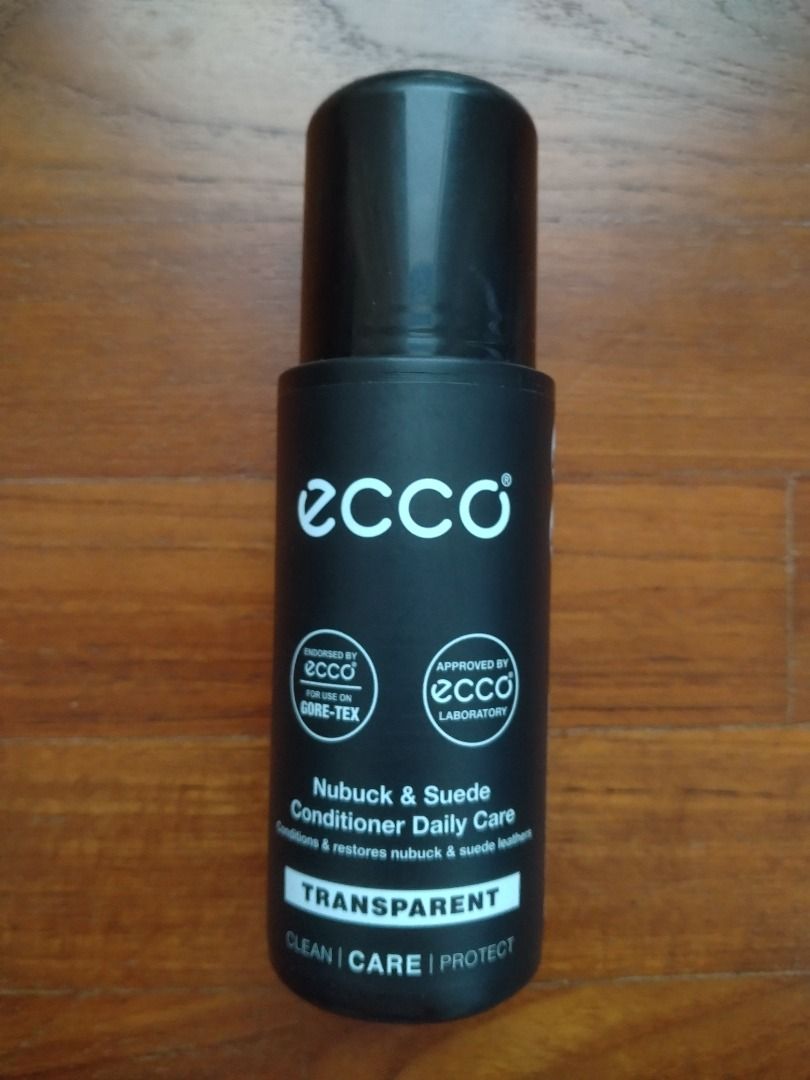 ecco®
ENDORSED BY
ecco®
FOR USE ON
GORE-TEX
APPROVED BY
ecco®
LABORATORY
Nubuck & Suede
Conditioner Daily Care
Conditions & restores nubuck & suede leathers
TRANSPARENT
CLEAN | CARE | PROTECT